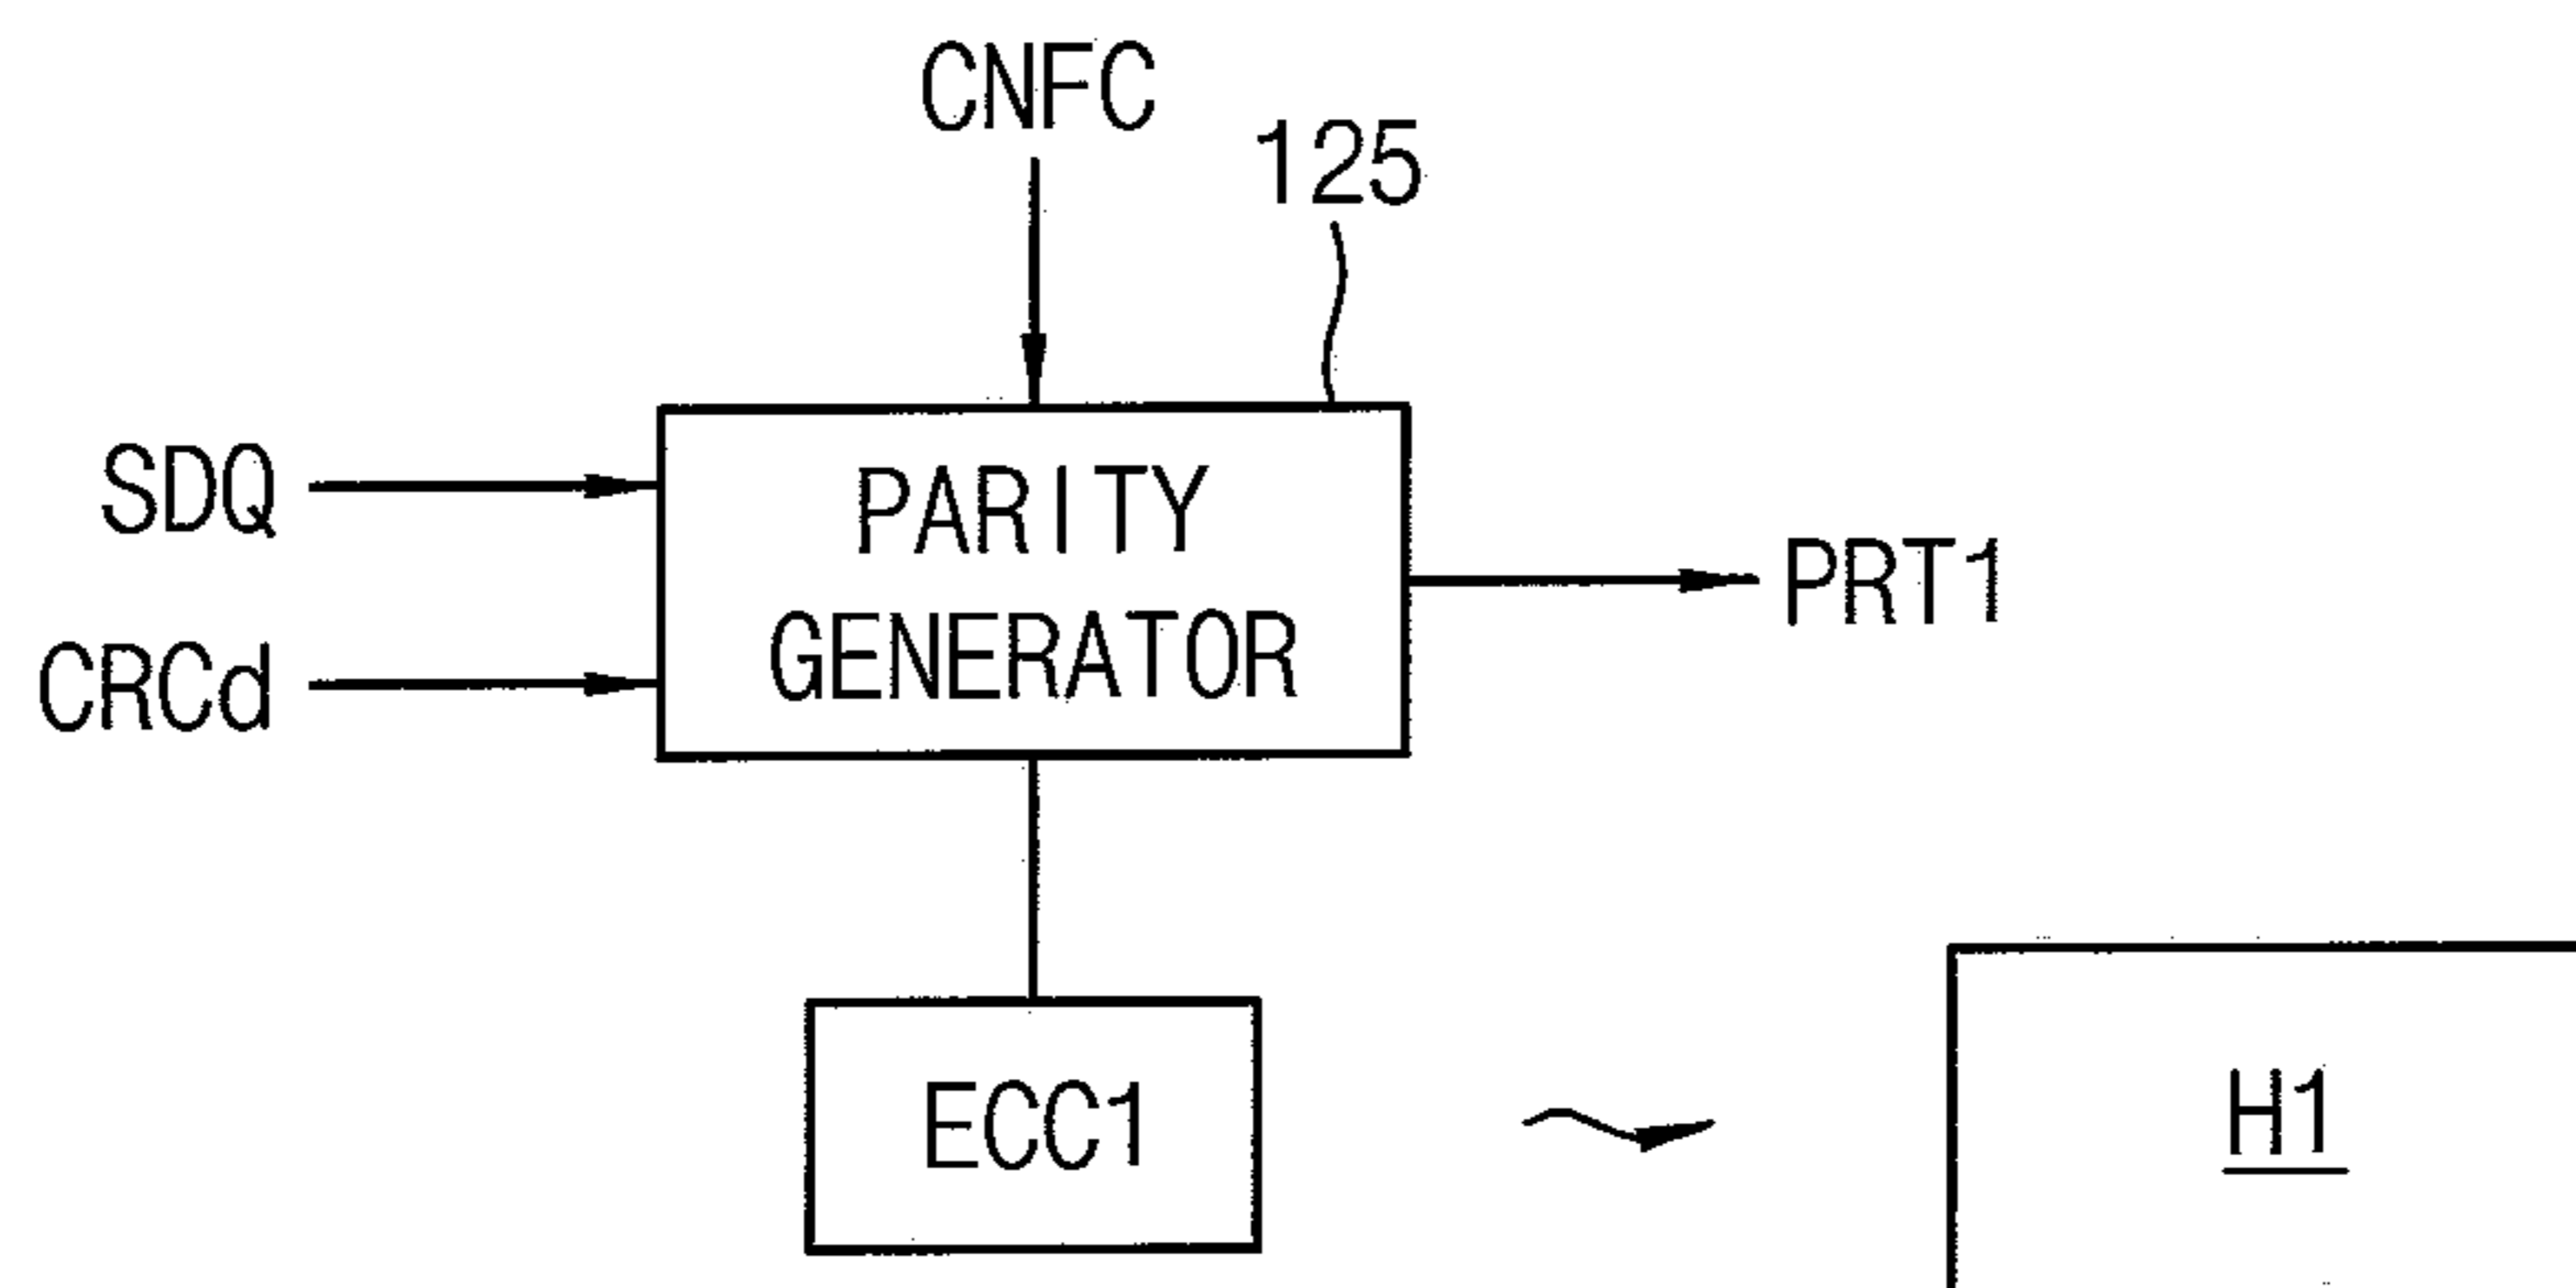 CNFC
125
SDQ
CRCd
PARITY
GENERATOR
PRT1
ECC1
H1